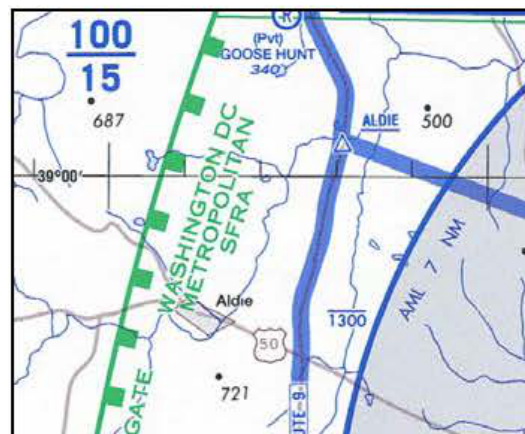 R
(Pvt)
GOOSE HUNT
340
100
15
687
ALDIE
500
39°00'
WASHINGTON DC
METROPOLITAN
SFRA
AML 7 NM
Aldie
1300
50
721
GATE
UTE-9